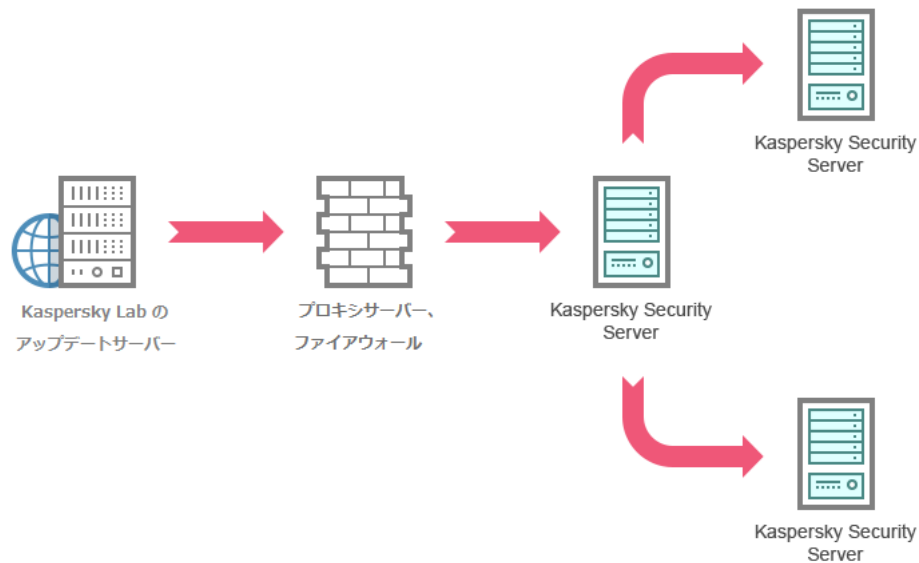 Kaspersky Security
Server
Kaspersky Lab の
アップデートサーバー
プロキシサーバー、
ファイアウォール
Kaspersky Security
Server
Kaspersky Security
Server